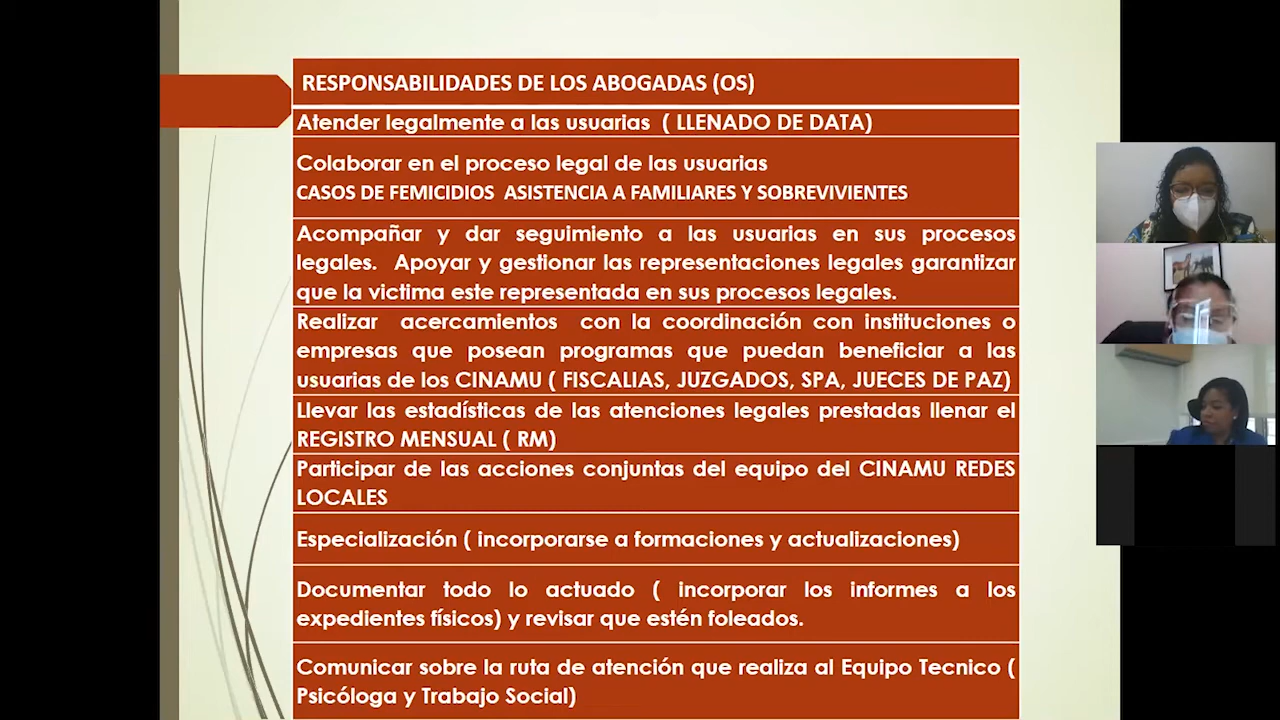 RESPONSABILIDADES DE LOS ABOGADAS (OS)
Atender legalmente a las usuarias ( LLENADO DE DATA)
Colaborar en el proceso legal de las usuarias
CASOS DE FEMICIDIOS ASISTENCIA A FAMILIARES Y SOBREVIVIENTES
Acompañar y dar seguimiento a las usuarias en sus procesos
legales. Apoyar y gestionar las representaciones legales garantizar
que la victima este representada en sus procesos legales.
Realizar acercamientos con la coordinación con instituciones o
empresas que posean programas que puedan beneficiar a las
usuarias de los CINAMU ( FISCALIAS, JUZGADOS, SPA, JUECES DE PAZ)
Llevar las estadísticas de las atenciones legales prestadas llenar el
REGISTRO MENSUAL ( RM)
Participar de las acciones conjuntas del equipo del CINAMU REDES
LOCALES
Especialización ( incorporarse a formaciones y actualizaciones)
Documentar todo lo actuado ( incorporar los informes a los
expedientes físicos) y revisar que estén foleados.
Comunicar sobre la ruta de atención que realiza al Equipo Tecnico (
Psicóloga y Trabajo Social)